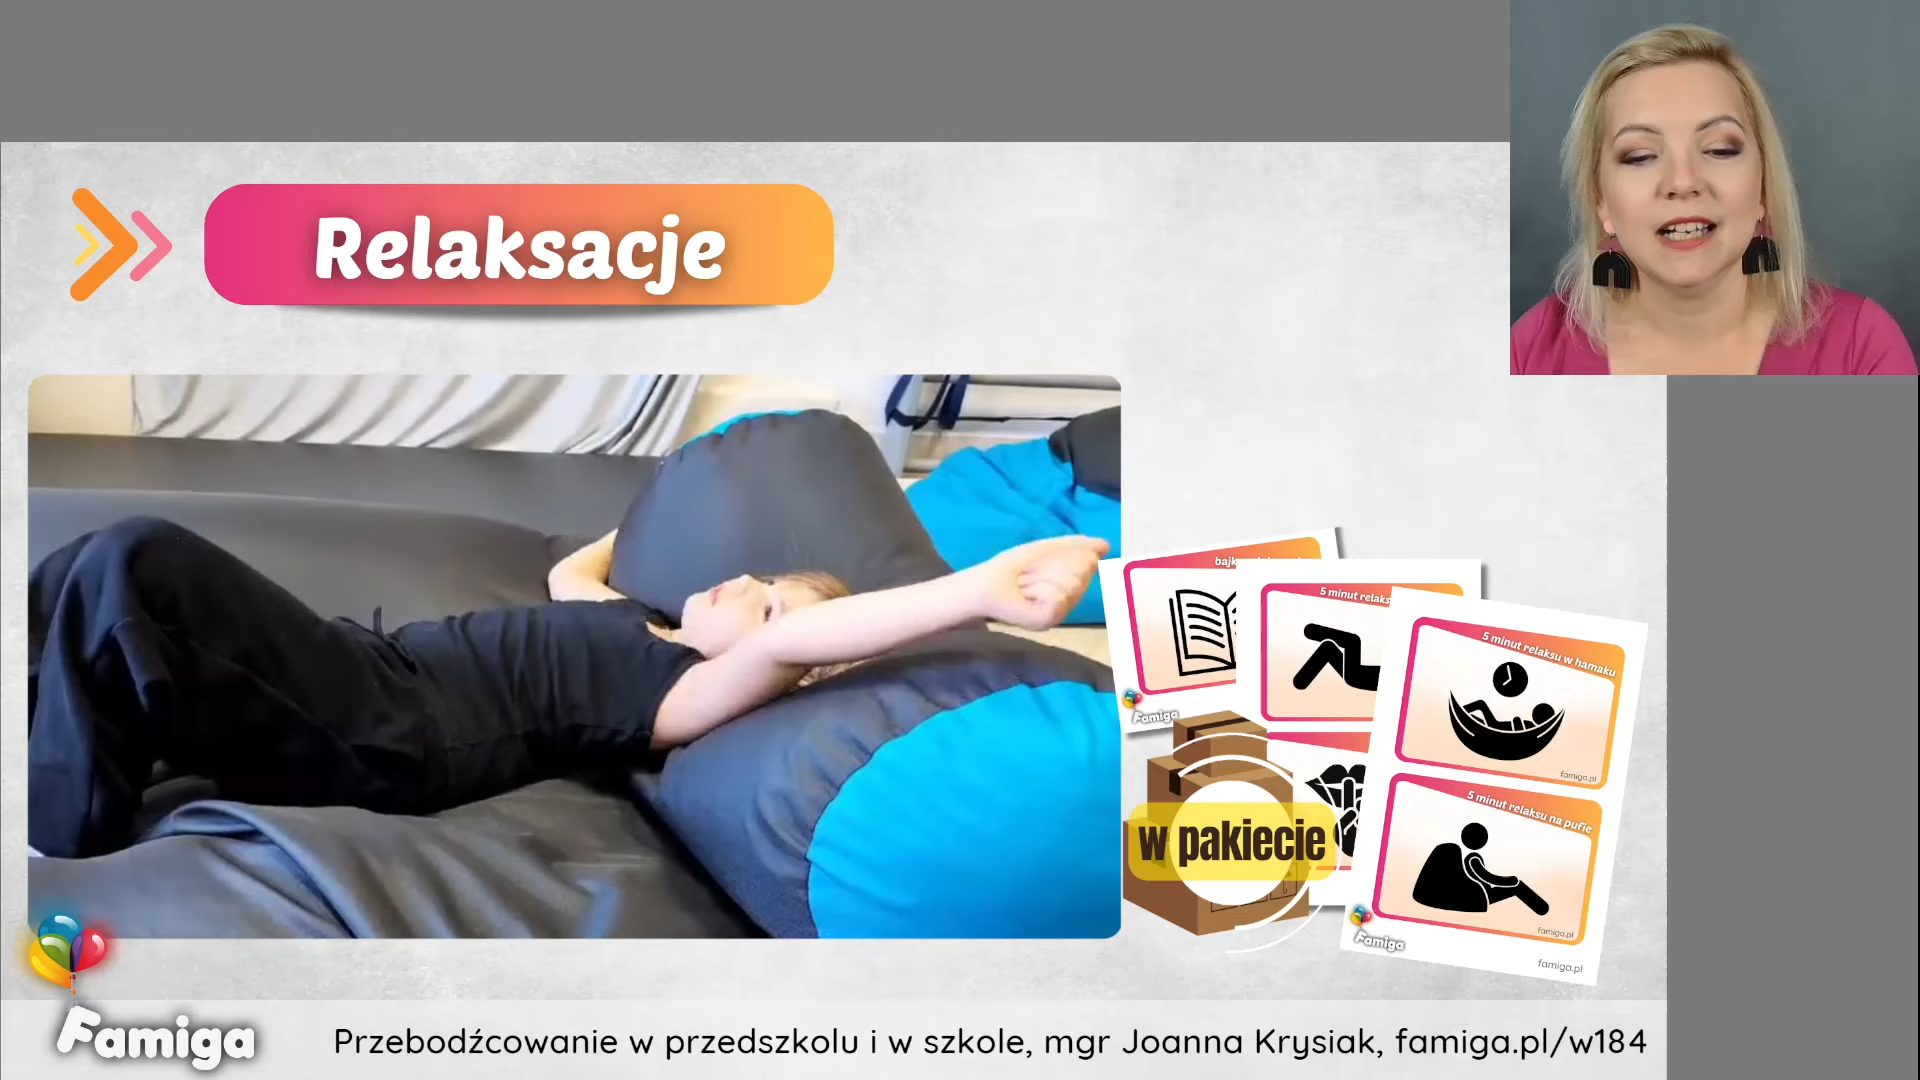 Relaksacje
5 minut relaksu w hamaku
famiga.pl
5 minut relaksu na pufie
famiga.pl
Famiga
famiga.pl
Famiga
w pakiecie
Famiga
Przebodźcowanie w przedszkolu i w szkole, mgr Joanna Krysiak, famiga.pl/w184